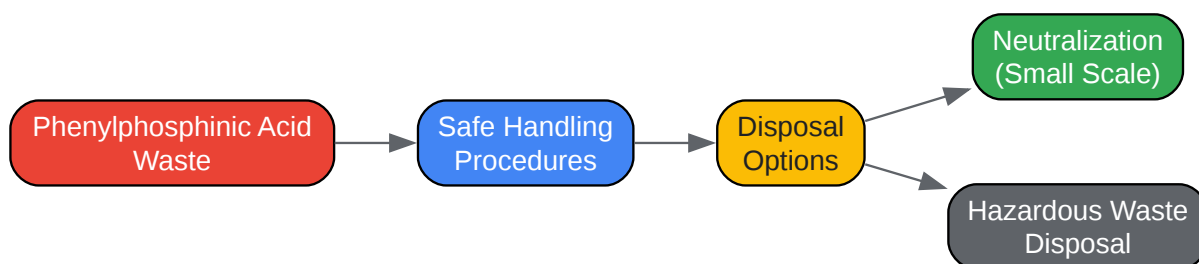 Phenylphosphinic Acid
Waste
Safe Handling
Procedures
Disposal
Options
Neutralization
(Small Scale)
Hazardous Waste
Disposal